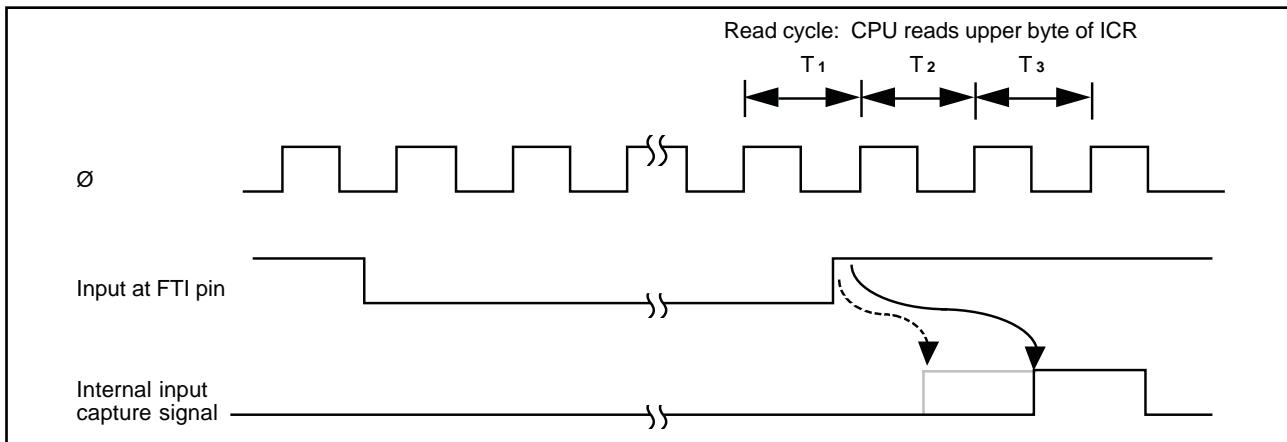 Read cycle: CPU reads upper byte of ICR
T1 T2 T3
Ø
Input at FTI pin
Internal input
capture signal